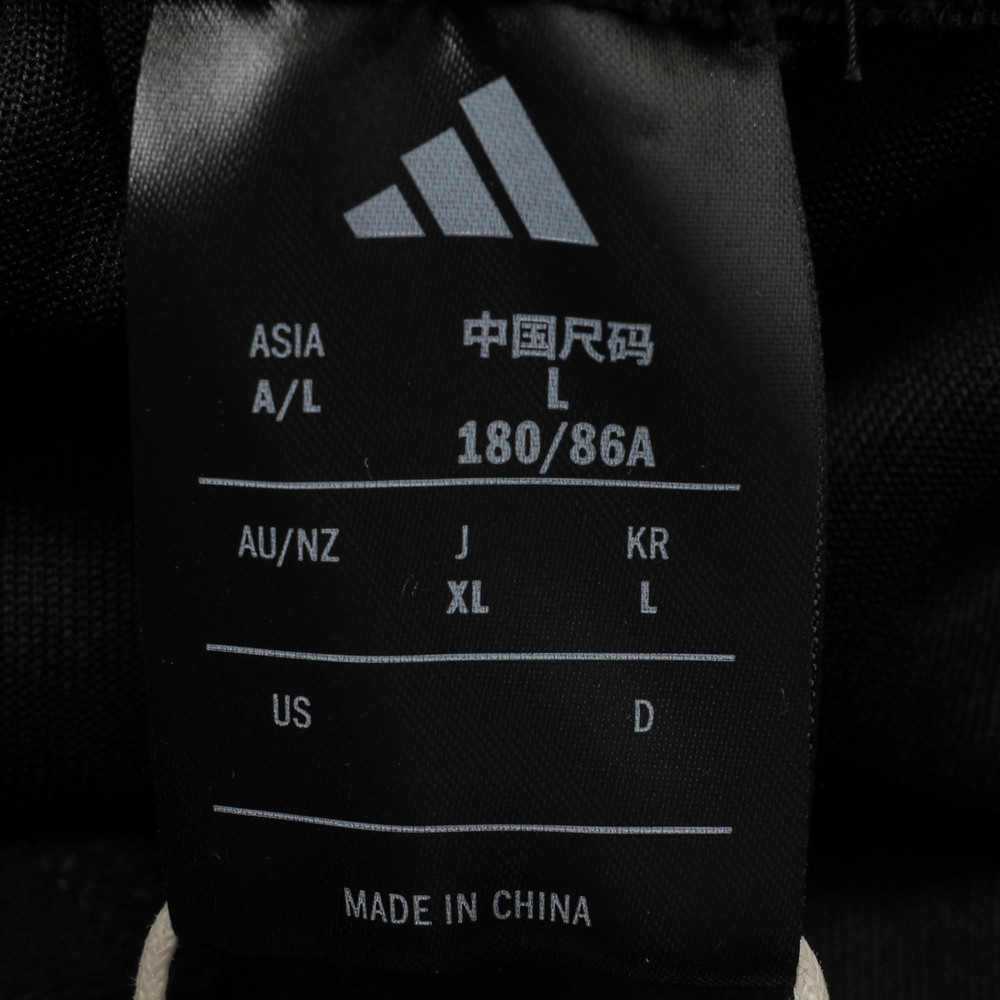 ASIA 中国尺码
A/L L
180/86A
AU/NZ J KR
XL L
US D
MADE IN CHINA